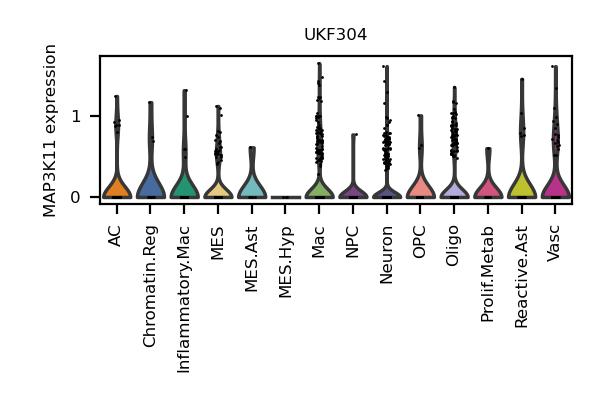 UKF304
MAP3K11 expression
1
0
AC
Chromatin.Reg
Inflammatory.Mac
MES
MES.Ast
MES.Hyp
Mac
NPC
Neuron
OPC
Oligo
Prolif.Metab
Reactive.Ast
Vasc